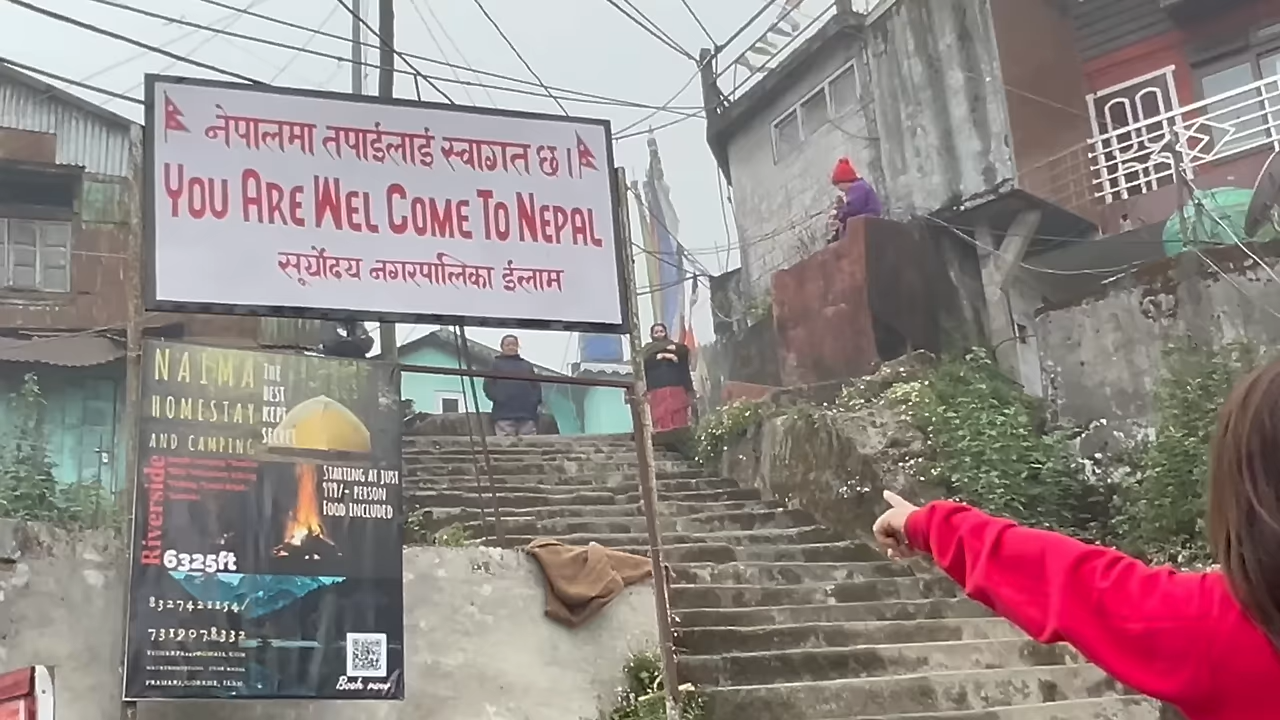 नेपालमा तपाईलाई स्वागत छ।
YOU ARE WEL COME TO NEPAL
सूर्योदय नगरपालिका ईलाम
NAIMA
HOMESTAY
AND CAMPING
THE
BEST
KEPT
SECRET
STARTING AT JUST
999/- PERSON
FOOD INCLUDED
Riverside
6325ft
8327421154/
7319078332
Book now!